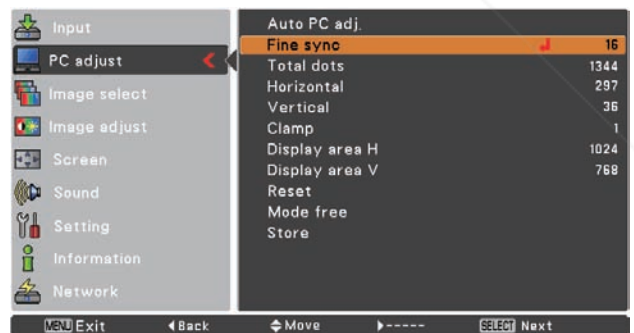 Input
PC adjust
Image select
Image adjust
Screen
Sound
Setting
Information
Network
Auto PC adj.
Fine sync 16
Total dots 1344
Horizontal 297
Vertical 36
Clamp 1
Display area H 1024
Display area V 768
Reset
Mode free
Store
MENU Exit ◀Back Move ▶----- SELECT Next